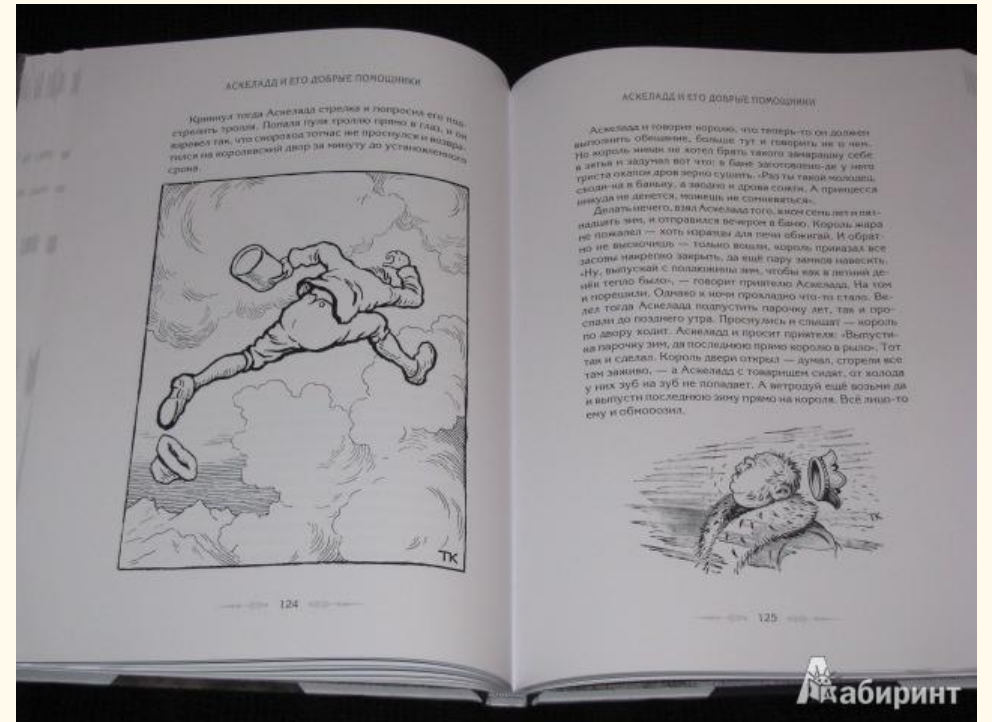 АСКЕЛАДД И ЕГО ДОБРЫЕ ПОМОЩНИКИ
Крикнул тогда Аскеладд стрелка и попросил его под-
стрелить тролля. Попала пуля троллю прямо в глаз, и он
взревел так, что скороход тотчас же проснулся и возвра-
тился на королевский двор за минуту до установленного
срока.
ТК
124
АСКЕЛАДД И ЕГО ДОБРЫЕ ПОМОЩНИКИ
Аскеладд и говорит королю, что теперь-то он должен
выполнить обещание, больше тут и говорить не о чем.
Но король никак не хотел брать такого замарашку себе
в зятья и задумал вот что: в бане заготовлено-де у него
триста охапок дров зерно сушить. «Раз ты такой молодец,
сходи-ка в баньку, а заодно и дрова сожги. А принцесса
никуда не денется, можешь не сомневаться».
Делать нечего, взял Аскеладд того, в ком семь лет и пят-
надцать зим, и отправился вечером в баню. Король жара
не пожалел — хоть изразцы для печи обжигай. И обрат-
но не выскочишь — только вошли, король приказал все
засовы накрепко закрыть, да ещё пару замков навесить.
«Ну, выпускай с полдюжины зим, чтобы как в летний де-
нёк тепло было», — говорит приятелю Аскеладд. На том
и порешили. Однако к ночи прохладно что-то стало. Ве-
лел тогда Аскеладд подпустить парочку лет, так и про-
спали до позднего утра. Проснулись и слышат — король
по двору ходит. Аскеладд и просит приятеля: «Выпусти-
ка парочку зим, да последнюю прямо королю в рыло». Тот
так и сделал. Король двери открыл — думал, сгорели все
там заживо, — а Аскеладд с товарищем сидят, от холода
у них зуб на зуб не попадает. А ветродуй ещё возьми да
и выпусти последнюю зиму прямо на короля. Всё лицо-то
ему и обморозил.
ТК
125
Лабиринт